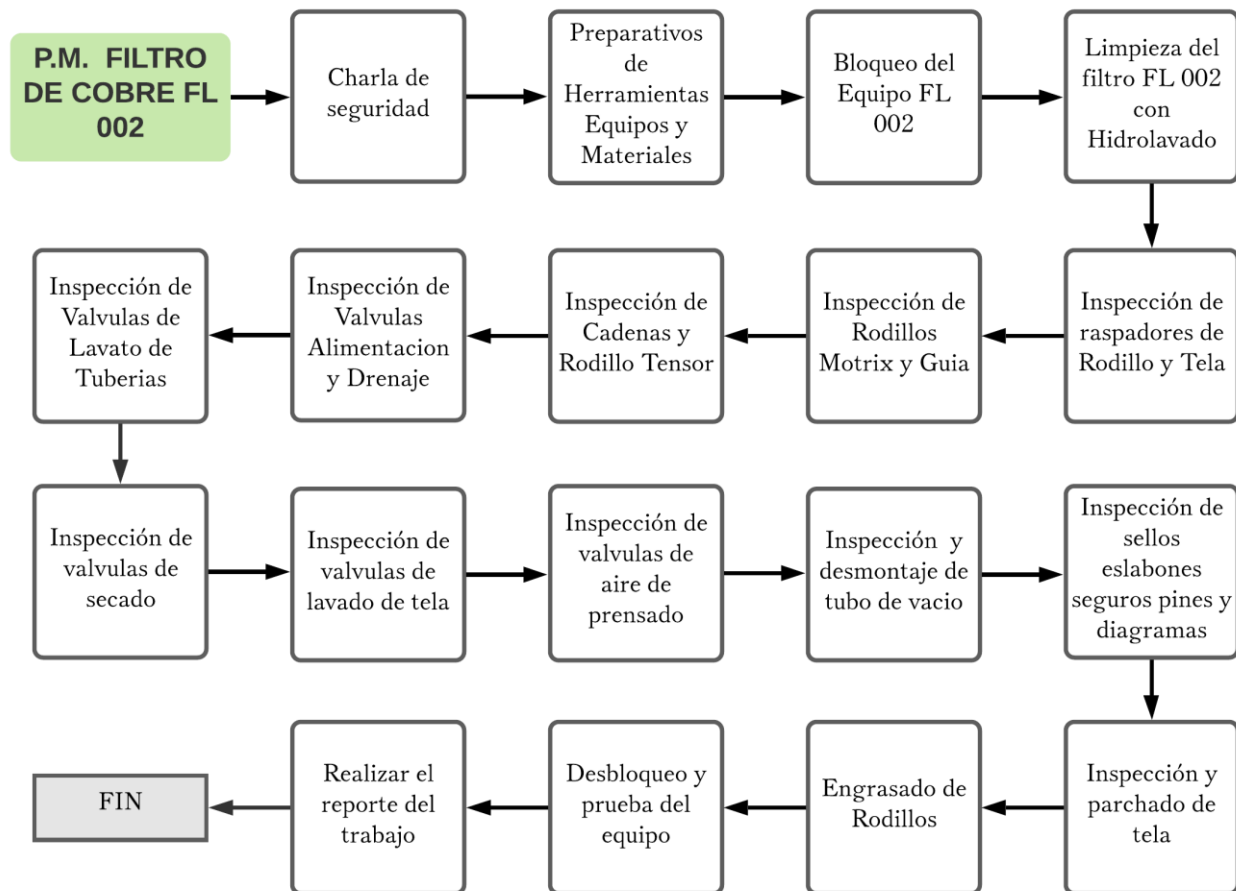 P.M. FILTRO
DE COBRE FL
002
Charla de
seguridad
Preparativos
de
Herramientas
Equipos y
Materiales
Bloqueo del
Equipo FL
002
Limpieza del
filtro FL 002
con
Hidrolavado
Inspección de
raspadores de
Rodillo y Tela
Inspección de
Rodillos
Motrix y Guia
Inspección de
Cadenas y
Rodillo Tensor
Inspección de
Valvulas
Alimentacion
y Drenaje
Inspección de
Valvulas de
Lavato de
Tuberias
Inspección de
valvulas de
secado
Inspección de
valvulas de
lavado de tela
Inspección de
valvulas de
aire de
prensado
Inspección y
desmontaje de
tubo de vacio
Inspección de
sellos
eslabones
seguros pines y
diagramas
Inspección y
parchado de
tela
Engrasado de
Rodillos
Desbloqueo y
prueba del
equipo
Realizar el
reporte del
trabajo
FIN